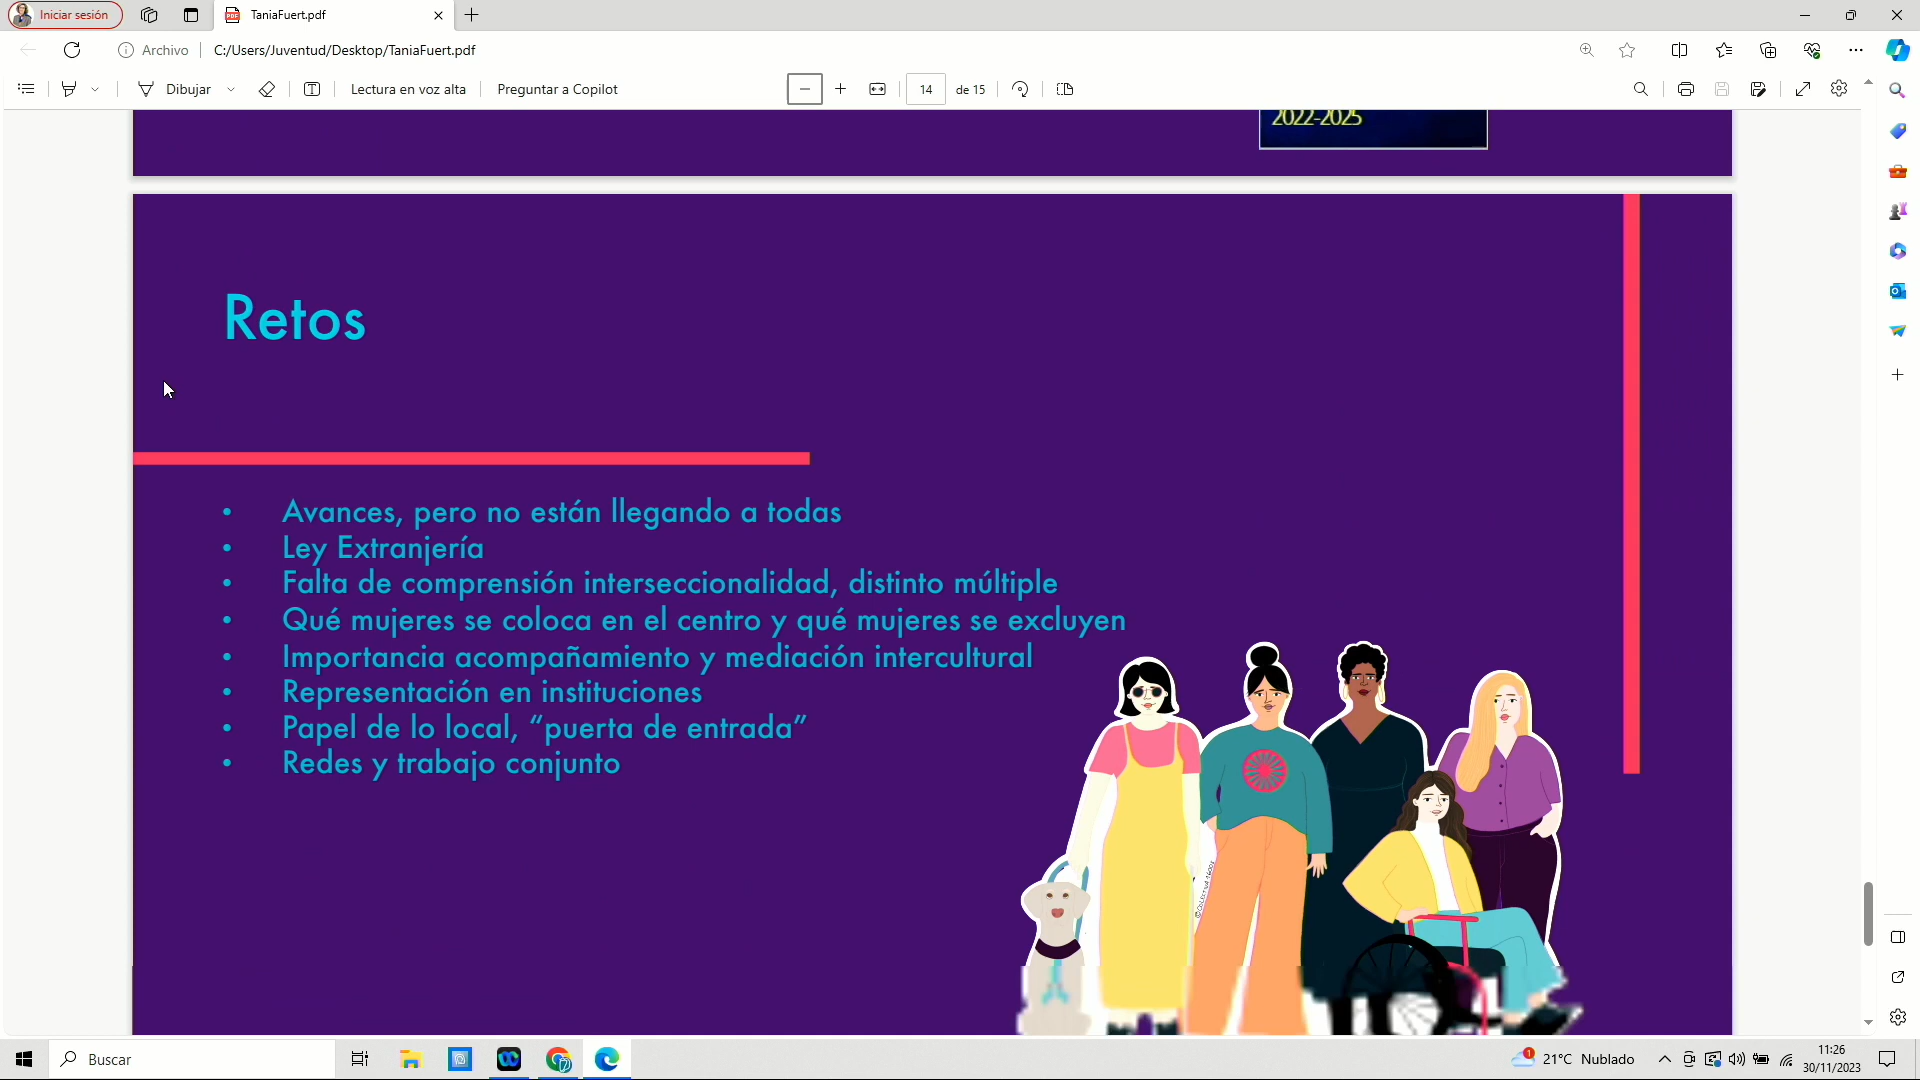 Iniciar sesión
TaniaFuert.pdf
Archivo
C:/Users/Juventud/Desktop/TaniaFuert.pdf
Dibujar
Lectura en voz alta
Preguntar a Copilot
14
de 15
2022-2025
Retos
• Avances, pero no están llegando a todas
• Ley Extranjería
• Falta de comprensión interseccionalidad, distinto múltiple
• Qué mujeres se coloca en el centro y qué mujeres se excluyen
• Importancia acompañamiento y mediación intercultural
• Representación en instituciones
• Papel de lo local, “puerta de entrada”
• Redes y trabajo conjunto
Buscar
1
21°C Nublado
11:26
30/11/2023